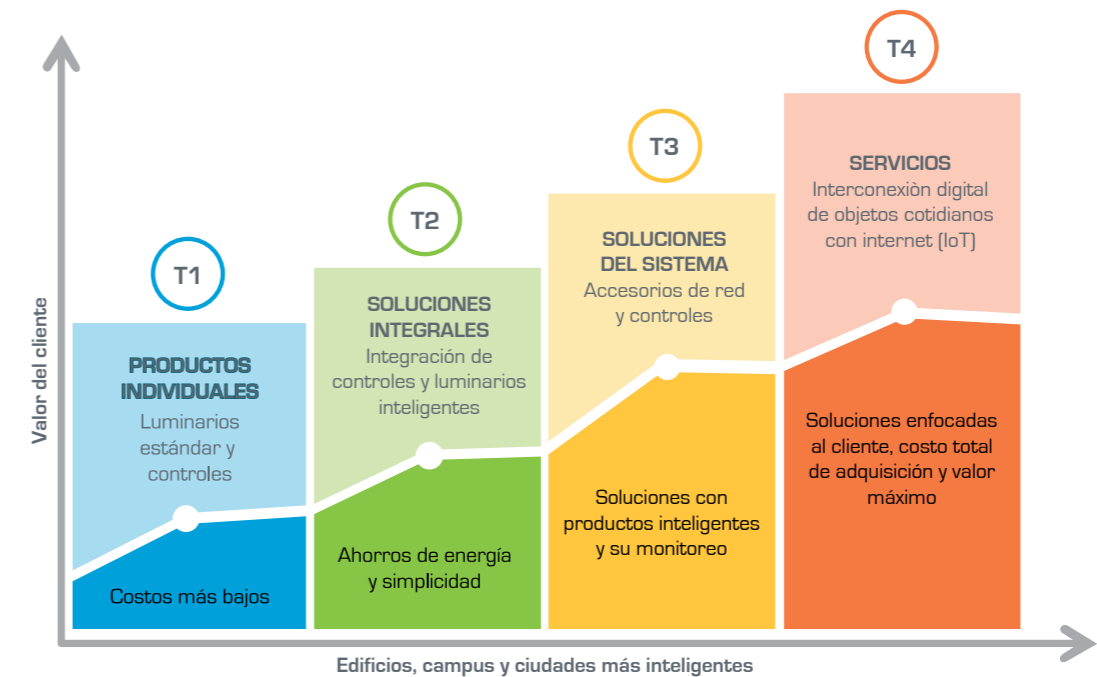 Valor del cliente
T1
PRODUCTOS
INDIVIDUALES
Luminarios
estándar y
controles
Costos más bajos
T2
SOLUCIONES
INTEGRALES
Integración de
controles y luminarios
inteligentes
Ahorros de energía
y simplicidad
T3
SOLUCIONES
DEL SISTEMA
Accesorios de red
y controles
Soluciones con
productos inteligentes
y su monitoreo
T4
SERVICIOS
Interconexiòn digital
de objetos cotidianos
con internet (IoT)
Soluciones enfocadas
al cliente, costo total
de adquisición y valor
máximo
Edificios, campus y ciudades más inteligentes